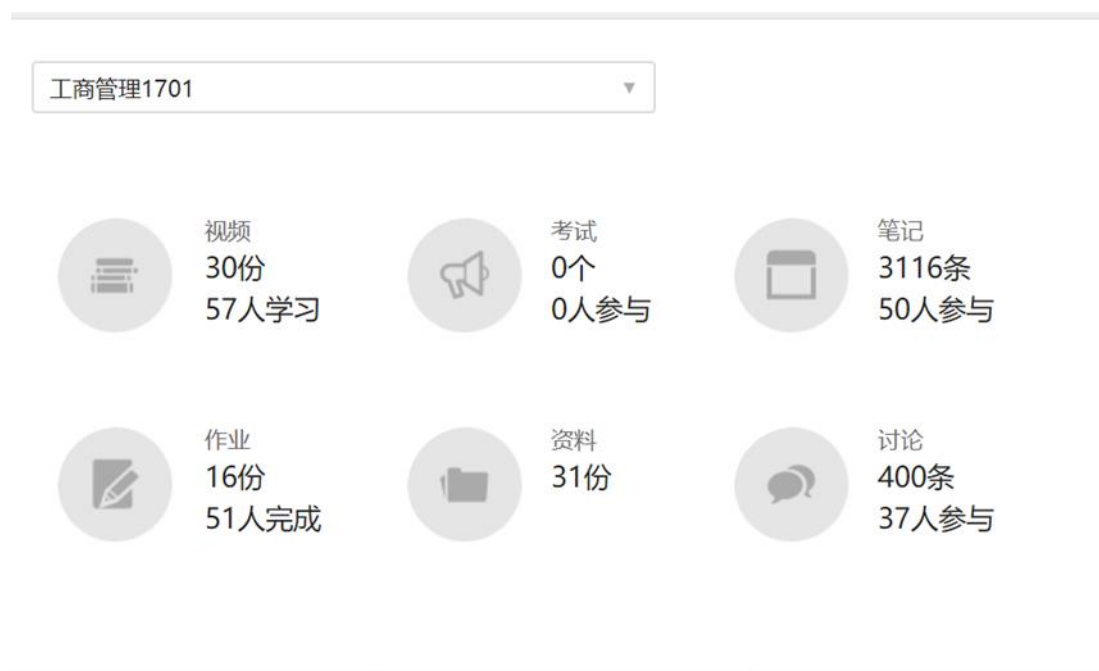 工商管理1701
视频
30份
57人学习
考试
0个
0人参与
笔记
3116条
50人参与
作业
16份
51人完成
资料
31份
讨论
400条
37人参与